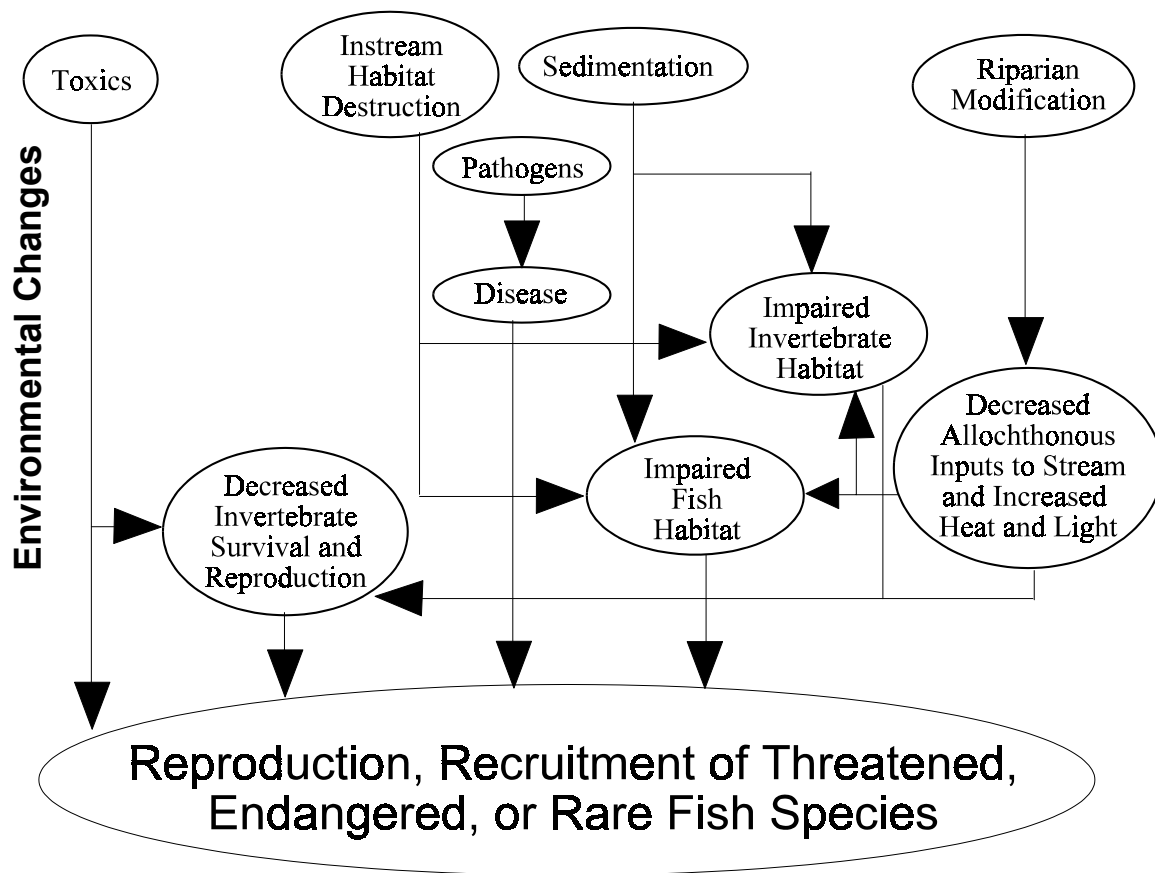 Environmental Changes
Toxics
Instream
Habitat
Destruction
Sedimentation
Riparian
Modification
Pathogens
Disease
Impaired
Invertebrate
Habitat
Decreased
Allochthonous
Inputs to Stream
and Increased
Heat and Light
Impaired
Fish
Habitat
Decreased
Invertebrate
Survival and
Reproduction
Reproduction, Recruitment of Threatened,
Endangered, or Rare Fish Species